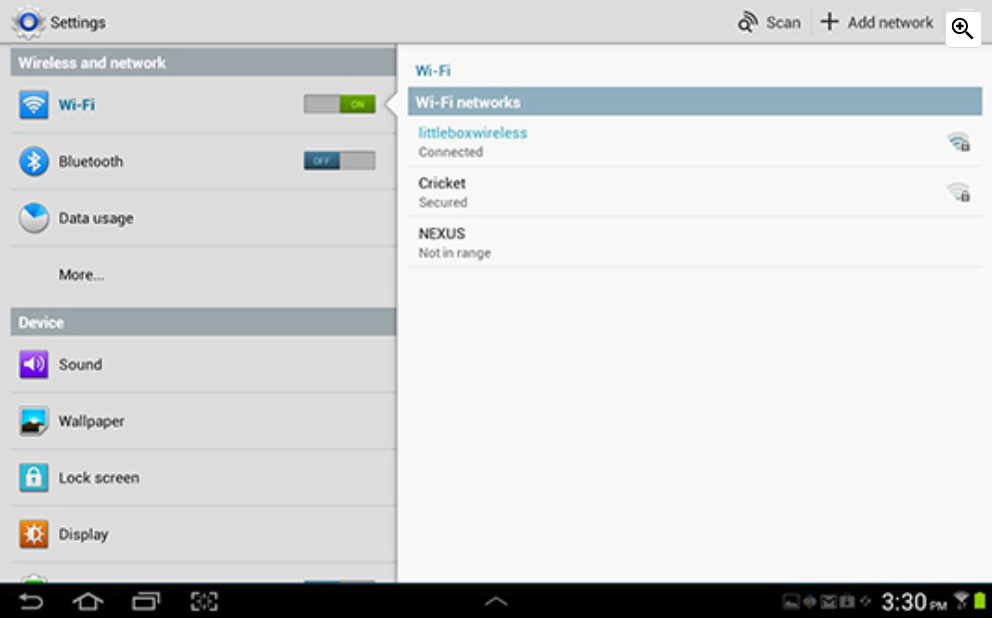 Settings
Scan
Add network
Wireless and network
Wi-Fi
ON
Bluetooth
OFF
Data usage
More...
Device
Sound
Wallpaper
Lock screen
Display
Wi-Fi
Wi-Fi networks
littleboxwireless
Connected
Cricket
Secured
NEXUS
Not in range
3:30 PM